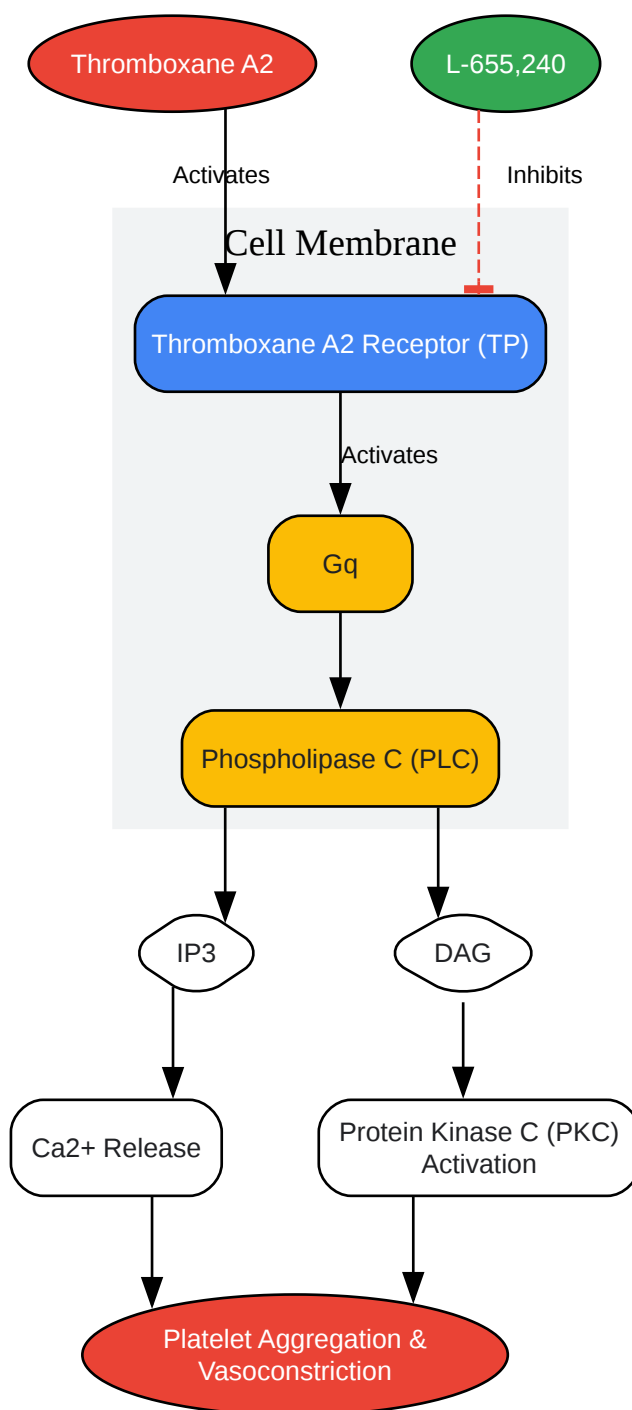 Thromboxane A2
L-655,240
Activates
Inhibits
Cell Membrane
Thromboxane A2 Receptor (TP)
Activates
Gq
Phospholipase C (PLC)
IP3
DAG
Ca2+ Release
Protein Kinase C (PKC)
Activation
Platelet Aggregation &
Vasoconstriction